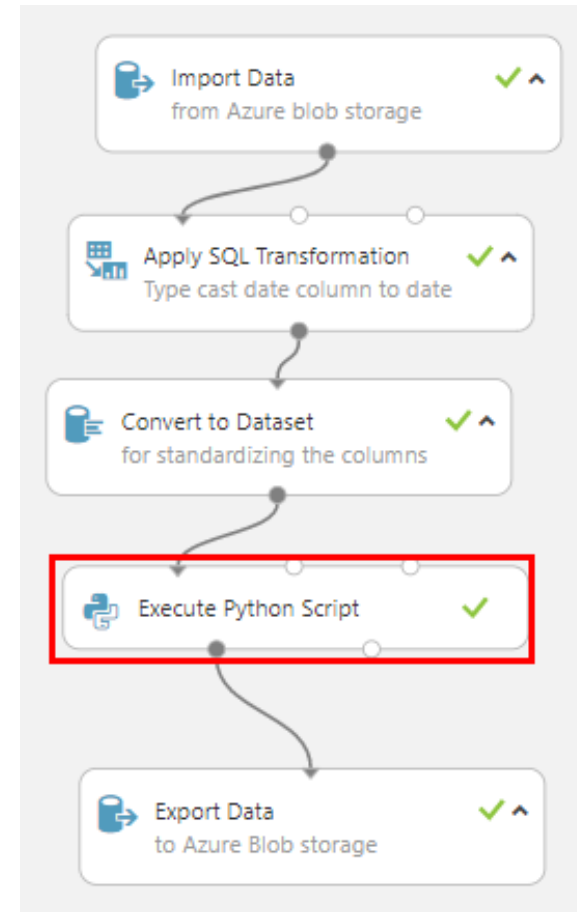 Import Data
from Azure blob storage
Apply SQL Transformation
Type cast date column to date
Convert to Dataset
for standardizing the columns
Execute Python Script
Export Data
to Azure Blob storage